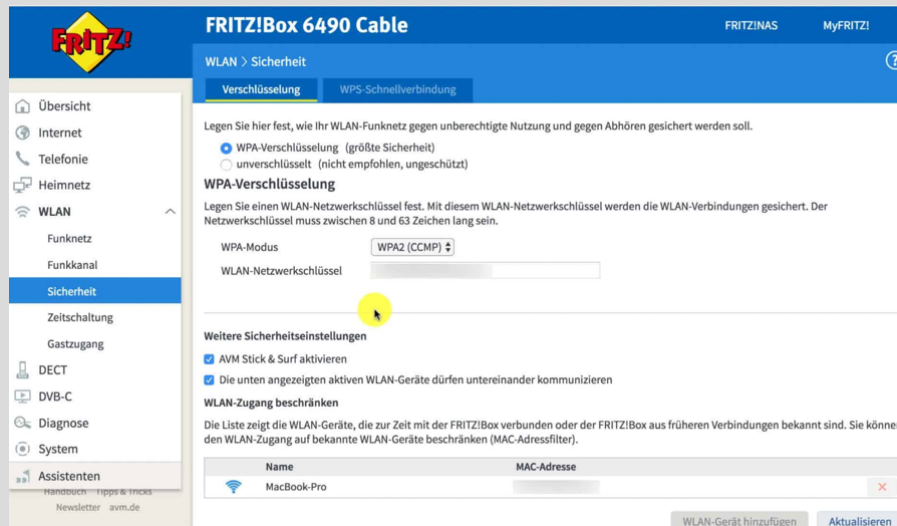 FRITZ!
FRITZ!Box 6490 Cable
FRITZ!NAS
MyFRITZ!
WLAN > Sicherheit
Verschlüsselung
WPS-Schnellverbindung
Übersicht
Internet
Telefonie
Heimnetz
WLAN
Funknetz
Funkkanal
Sicherheit
Zeitschaltung
Gastzugang
DECT
DVB-C
Diagnose
System
Assistenten
Handbuch Tipps & Tricks
Newsletter avm.de
Legen Sie hier fest, wie Ihr WLAN-Funknetz gegen unberechtigte Nutzung und gegen Abhören gesichert werden soll.
WPA-Verschlüsselung (größte Sicherheit)
unverschlüsselt (nicht empfohlen, ungeschützt)
WPA-Verschlüsselung
Legen Sie einen WLAN-Netzwerkschlüssel fest. Mit diesem WLAN-Netzwerkschlüssel werden die WLAN-Verbindungen gesichert. Der
Netzwerkschlüssel muss zwischen 8 und 63 Zeichen lang sein.
WPA-Modus
WPA2 (CCMP)
WLAN-Netzwerkschlüssel
Weitere Sicherheitseinstellungen
AVM Stick & Surf aktivieren
Die unten angezeigten aktiven WLAN-Geräte dürfen untereinander kommunizieren
WLAN-Zugang beschränken
Die Liste zeigt die WLAN-Geräte, die zur Zeit mit der FRITZ!Box verbunden oder der FRITZ!Box aus früheren Verbindungen bekannt sind. Sie könne
den WLAN-Zugang auf bekannte WLAN-Geräte beschränken (MAC-Adressfilter).
Name
MAC-Adresse
MacBook-Pro
WLAN-Gerät hinzufügen
Aktualisieren